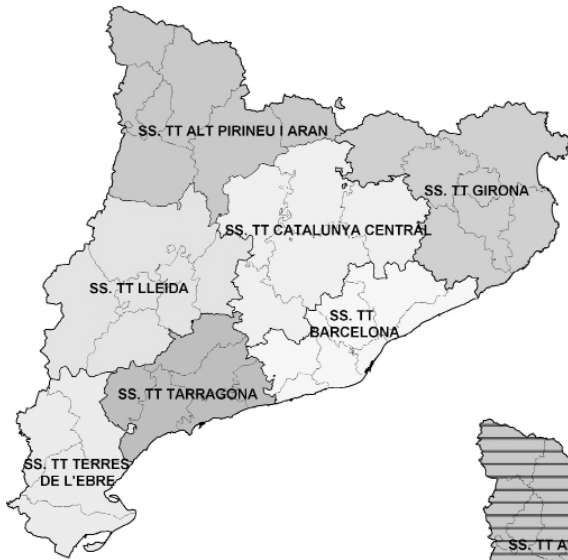 SS. TT ALT PIRINEU I ARAN
SS. TT GIRONA
SS. TT CATALUNYA CENTRAL
SS. TT LLEIDA
SS. TT
BARCELONA
SS. TT TARRAGONA
SS. TT TERRES
DE L'EBRE
SS. TT A